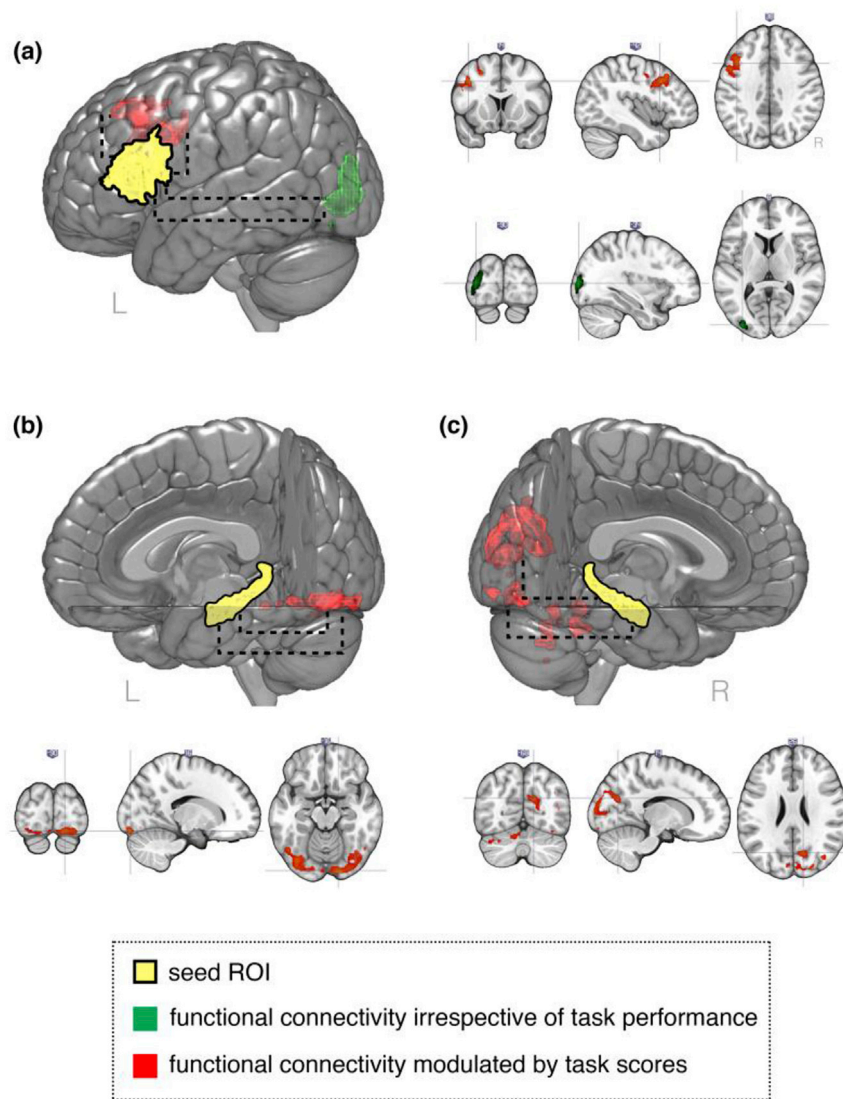 (a)
R
L
(b)
(c)
L
R
seed ROI
functional connectivity irrespective of task performance
functional connectivity modulated by task scores